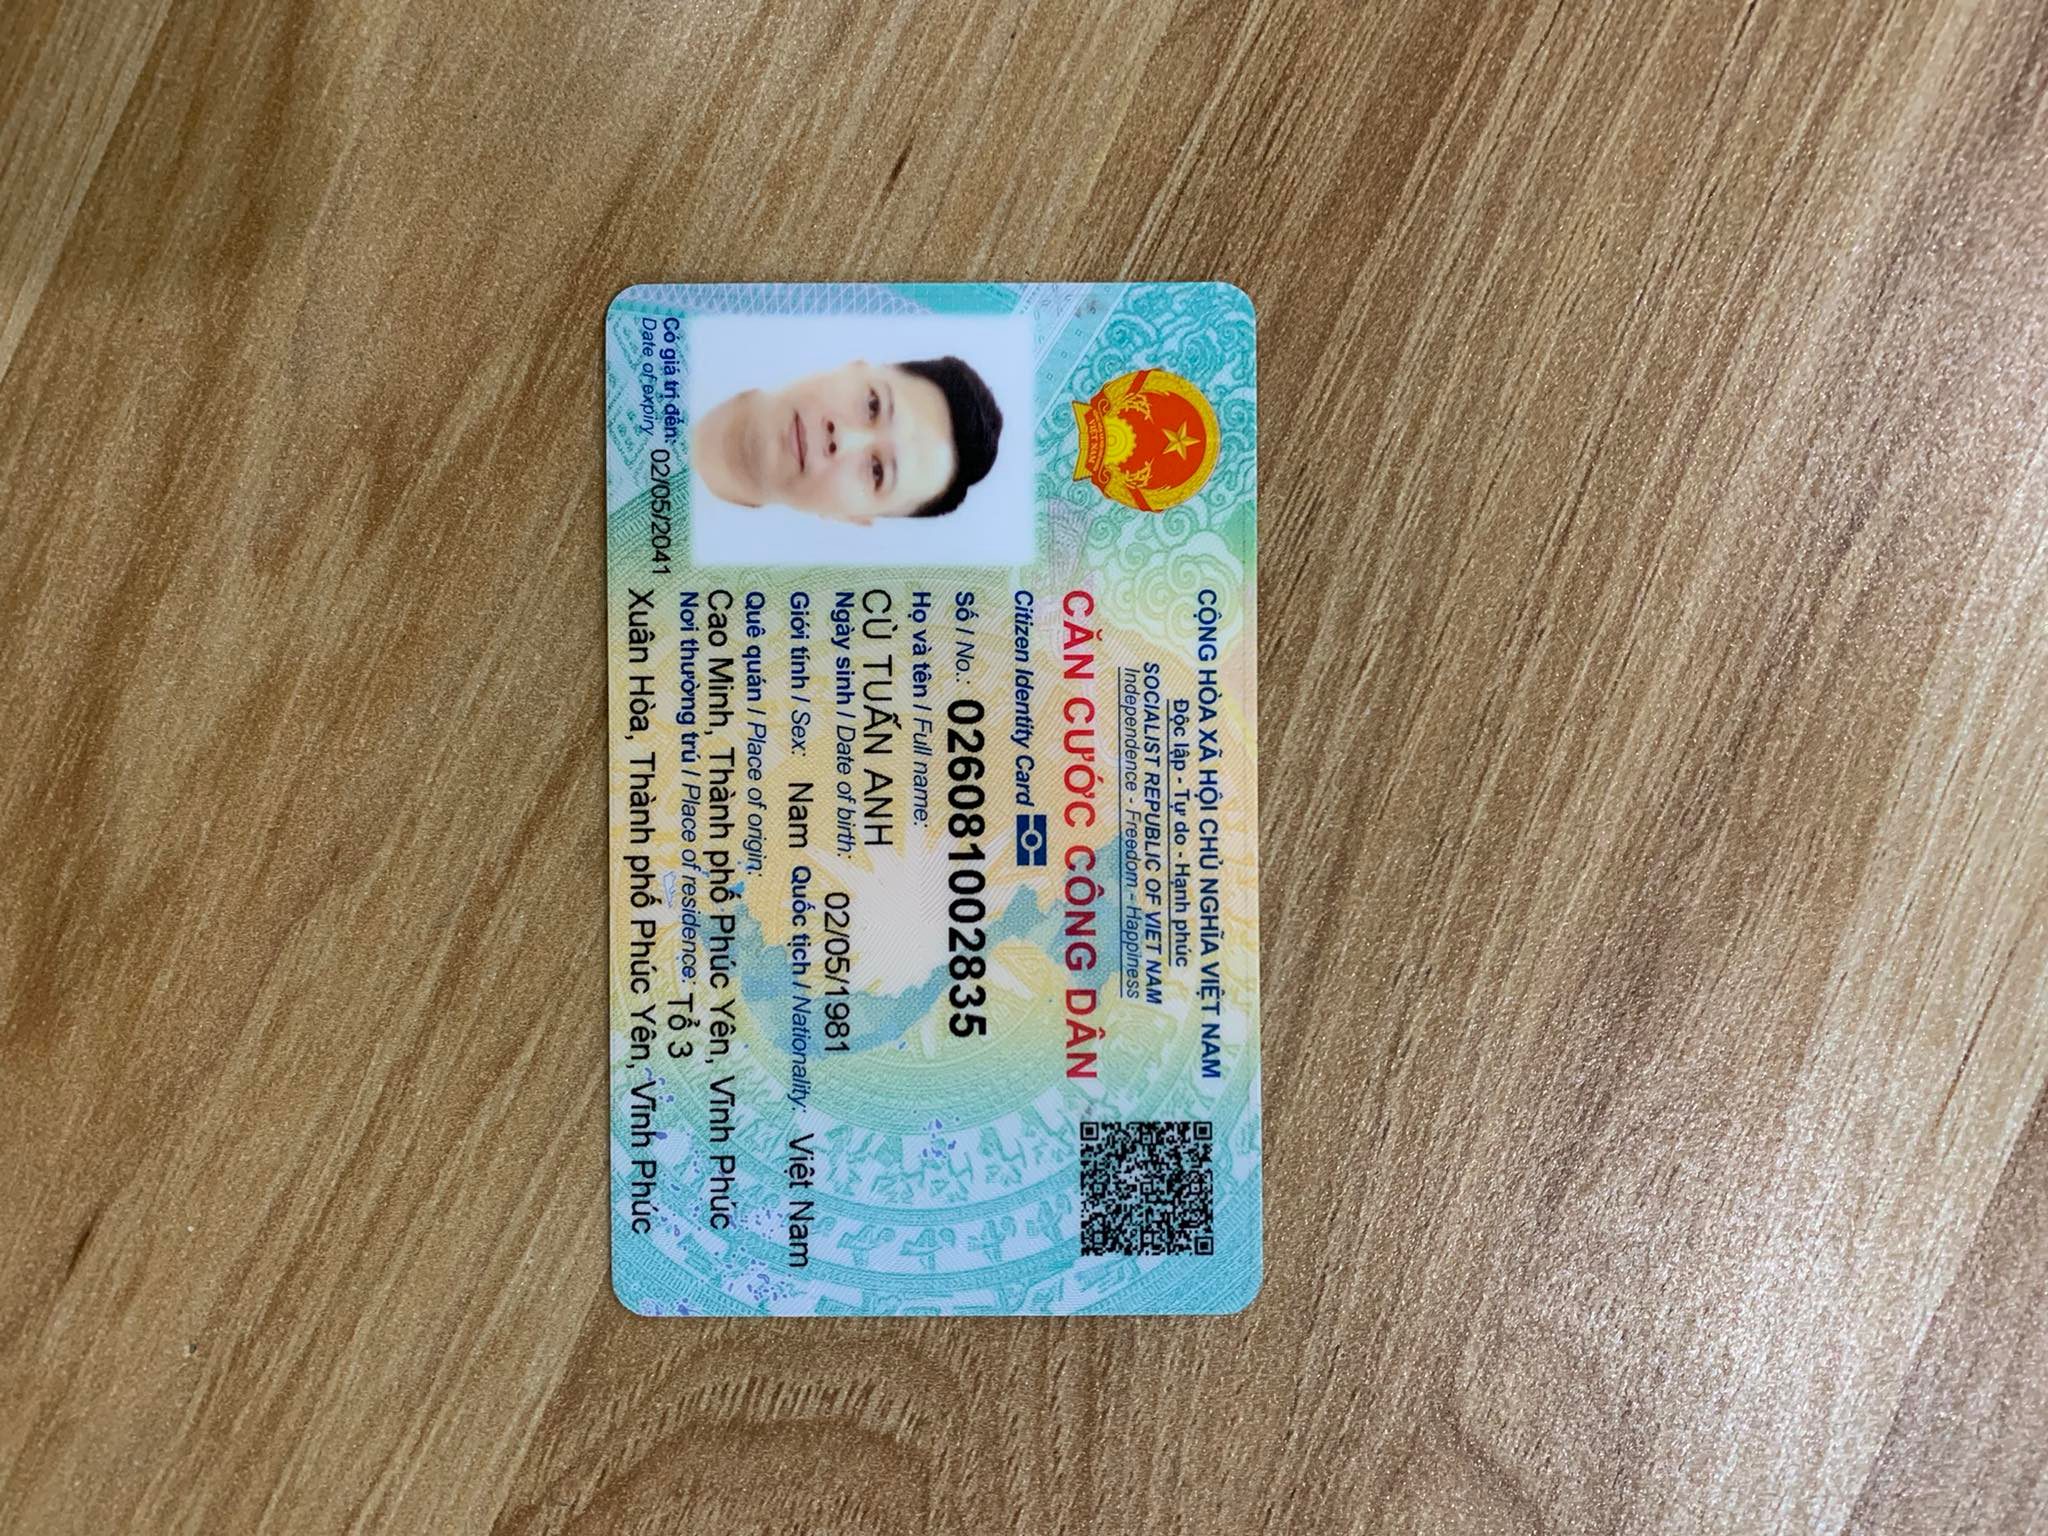 CỘNG HÒA XÃ HỘI CHỦ NGHĨA VIỆT NAM
Độc lập - Tự do - Hạnh phúc
SOCIALIST REPUBLIC OF VIET NAM
Independence - Freedom - Happiness
CĂN CƯỚC CÔNG DÂN
Citizen Identity Card
VIỆT NAM
Số / No.: 026081002835
Họ và tên / Full name:
CÙ TUẤN ANH
Ngày sinh / Date of birth: 02/05/1981
Giới tính / Sex: Nam Quốc tịch / Nationality: Việt Nam
Quê quán / Place of origin:
Cao Minh, Thành phố Phúc Yên, Vĩnh Phúc
Nơi thường trú / Place of residence: Tổ 3
Xuân Hòa, Thành phố Phúc Yên, Vĩnh Phúc
Có giá trị đến: 02/05/2041
Date of expiry